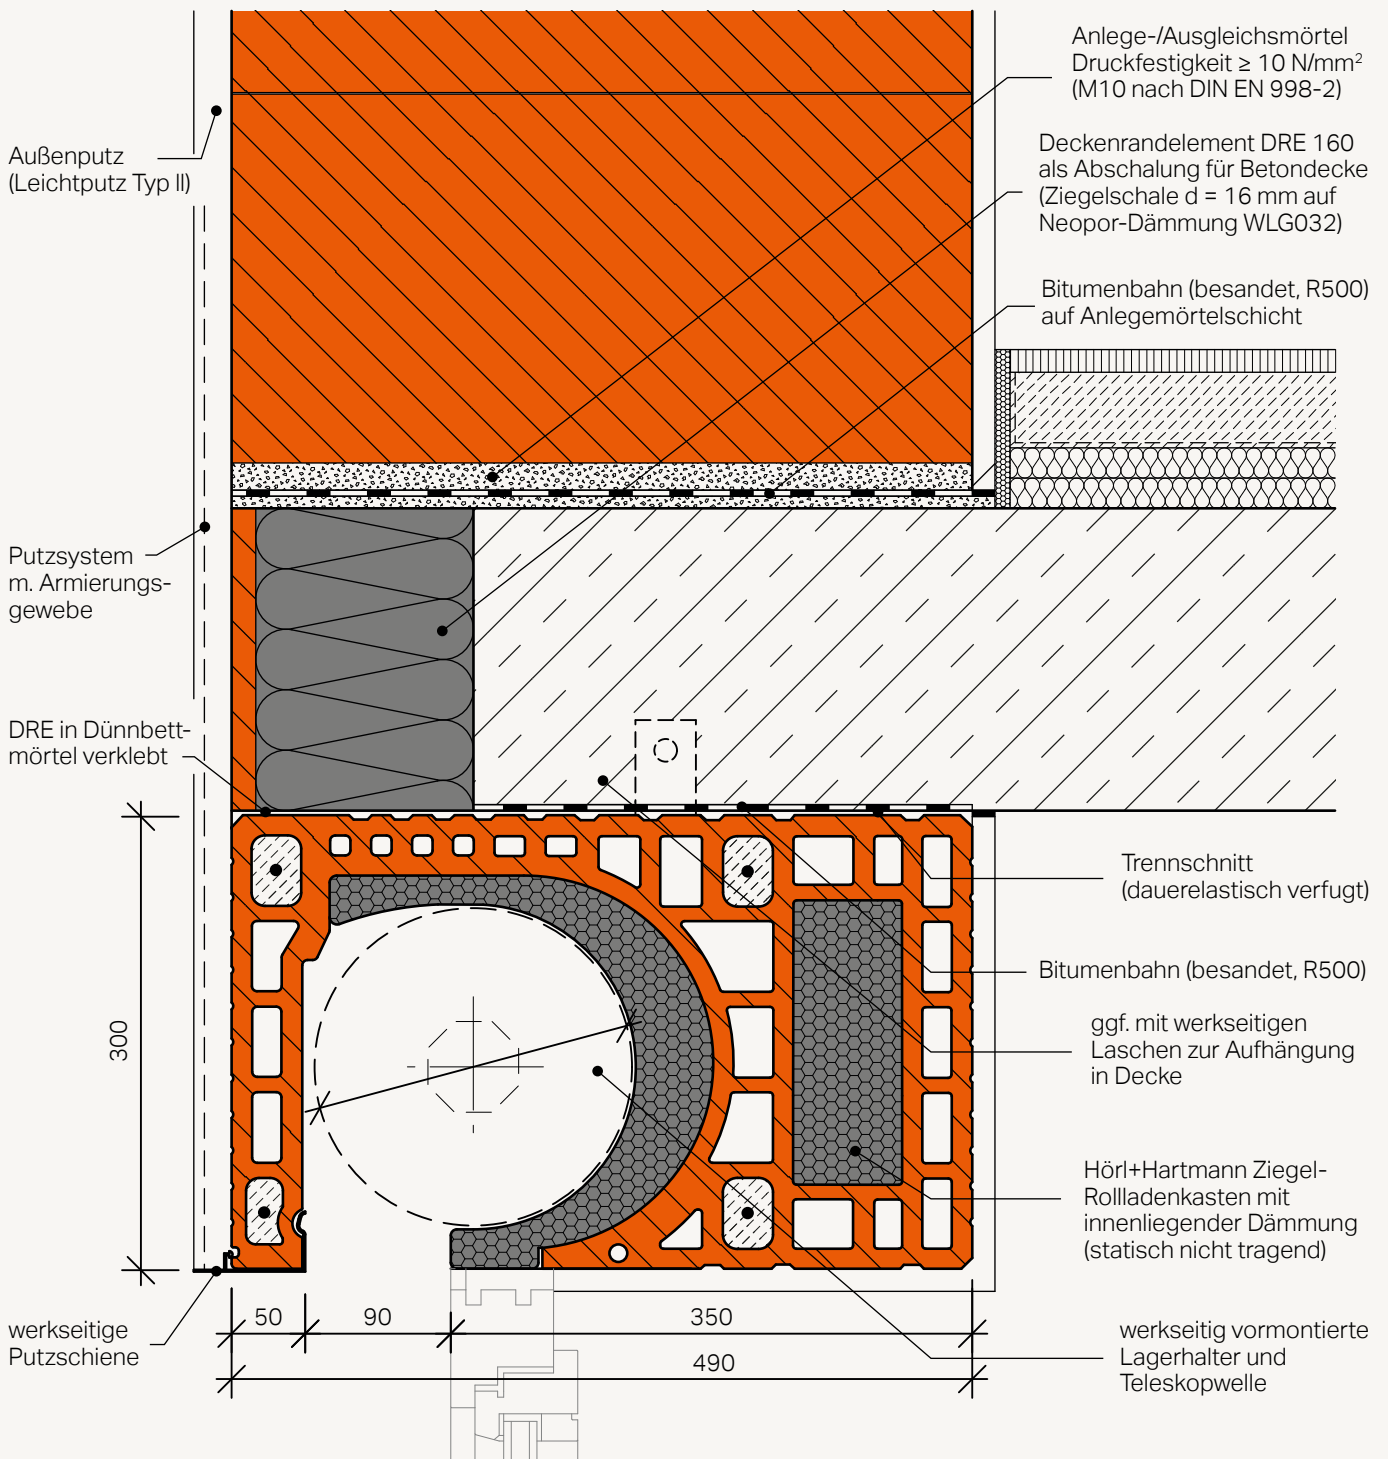 Anlege-/Ausgleichsmörtel
Druckfestigkeit ≥ 10 N/mm²
(M10 nach DIN EN 998-2)
Deckenrandelement DRE 160
als Abschalung für Betondecke
(Ziegelschale d = 16 mm auf
Neopor-Dämmung WLG032)
Bitumenbahn (besandet, R500)
auf Anlegemörtelschicht
Außenputz
(Leichtputz Typ II)
Putzsystem
m. Armierungs-
gewebe
DRE in Dünnbett-
mörtel verklebt
300
werkseitige
Putzschiene
50
90
350
490
Trennschnitt
(dauerelastisch verfugt)
Bitumenbahn (besandet, R500)
ggf. mit werkseitigen
Laschen zur Aufhängung
in Decke
Hörl+Hartmann Ziegel-
Rollladenkasten mit
innenliegender Dämmung
(statisch nicht tragend)
werkseitig vormontierte
Lagerhalter und
Teleskopwelle